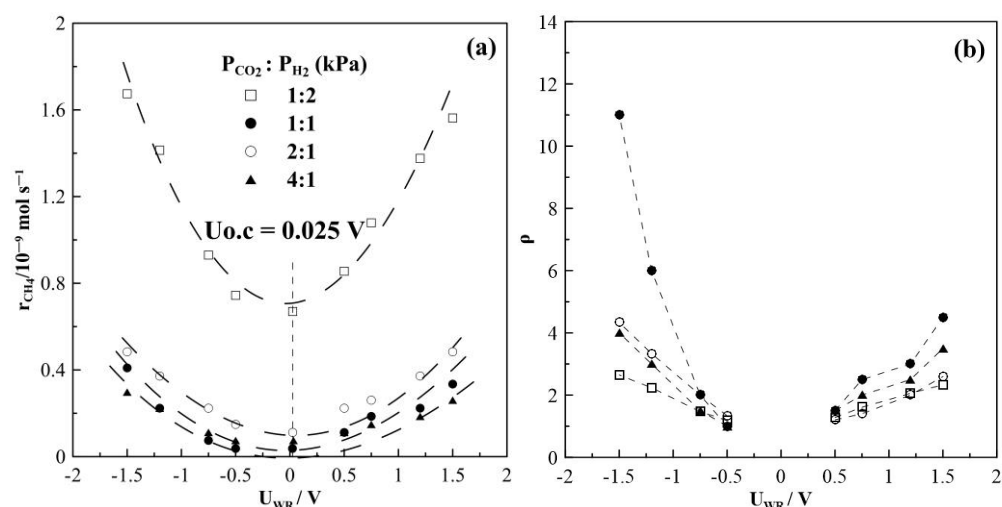 2
(a)
P_CO2 : P_H2 (kPa)
1:2
1:1
2:1
4:1
1.6
1.2
0.8
0.4
0
Uo.c = 0.025 V
r_CH4/10⁻⁹ mol s⁻¹
-2 -1.5 -1 -0.5 0 0.5 1 1.5 2
U_WR / V
14
(b)
12
10
8
6
4
2
0
ρ
-2 -1.5 -1 -0.5 0 0.5 1 1.5 2
U_WR / V